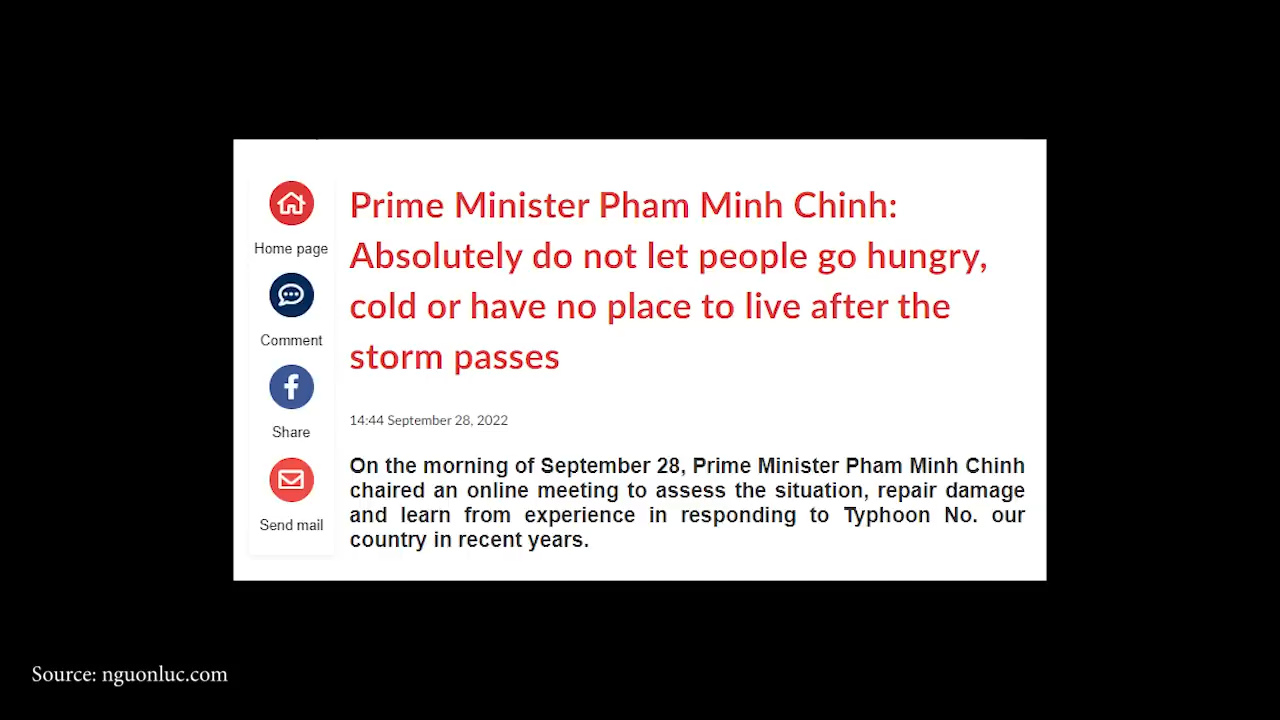 Home page
Comment
Share
Send mail
Prime Minister Pham Minh Chinh:
Absolutely do not let people go hungry,
cold or have no place to live after the
storm passes
14:44 September 28, 2022
On the morning of September 28, Prime Minister Pham Minh Chinh
chaired an online meeting to assess the situation, repair damage
and learn from experience in responding to Typhoon No. our
country in recent years.
Source: nguonluc.com